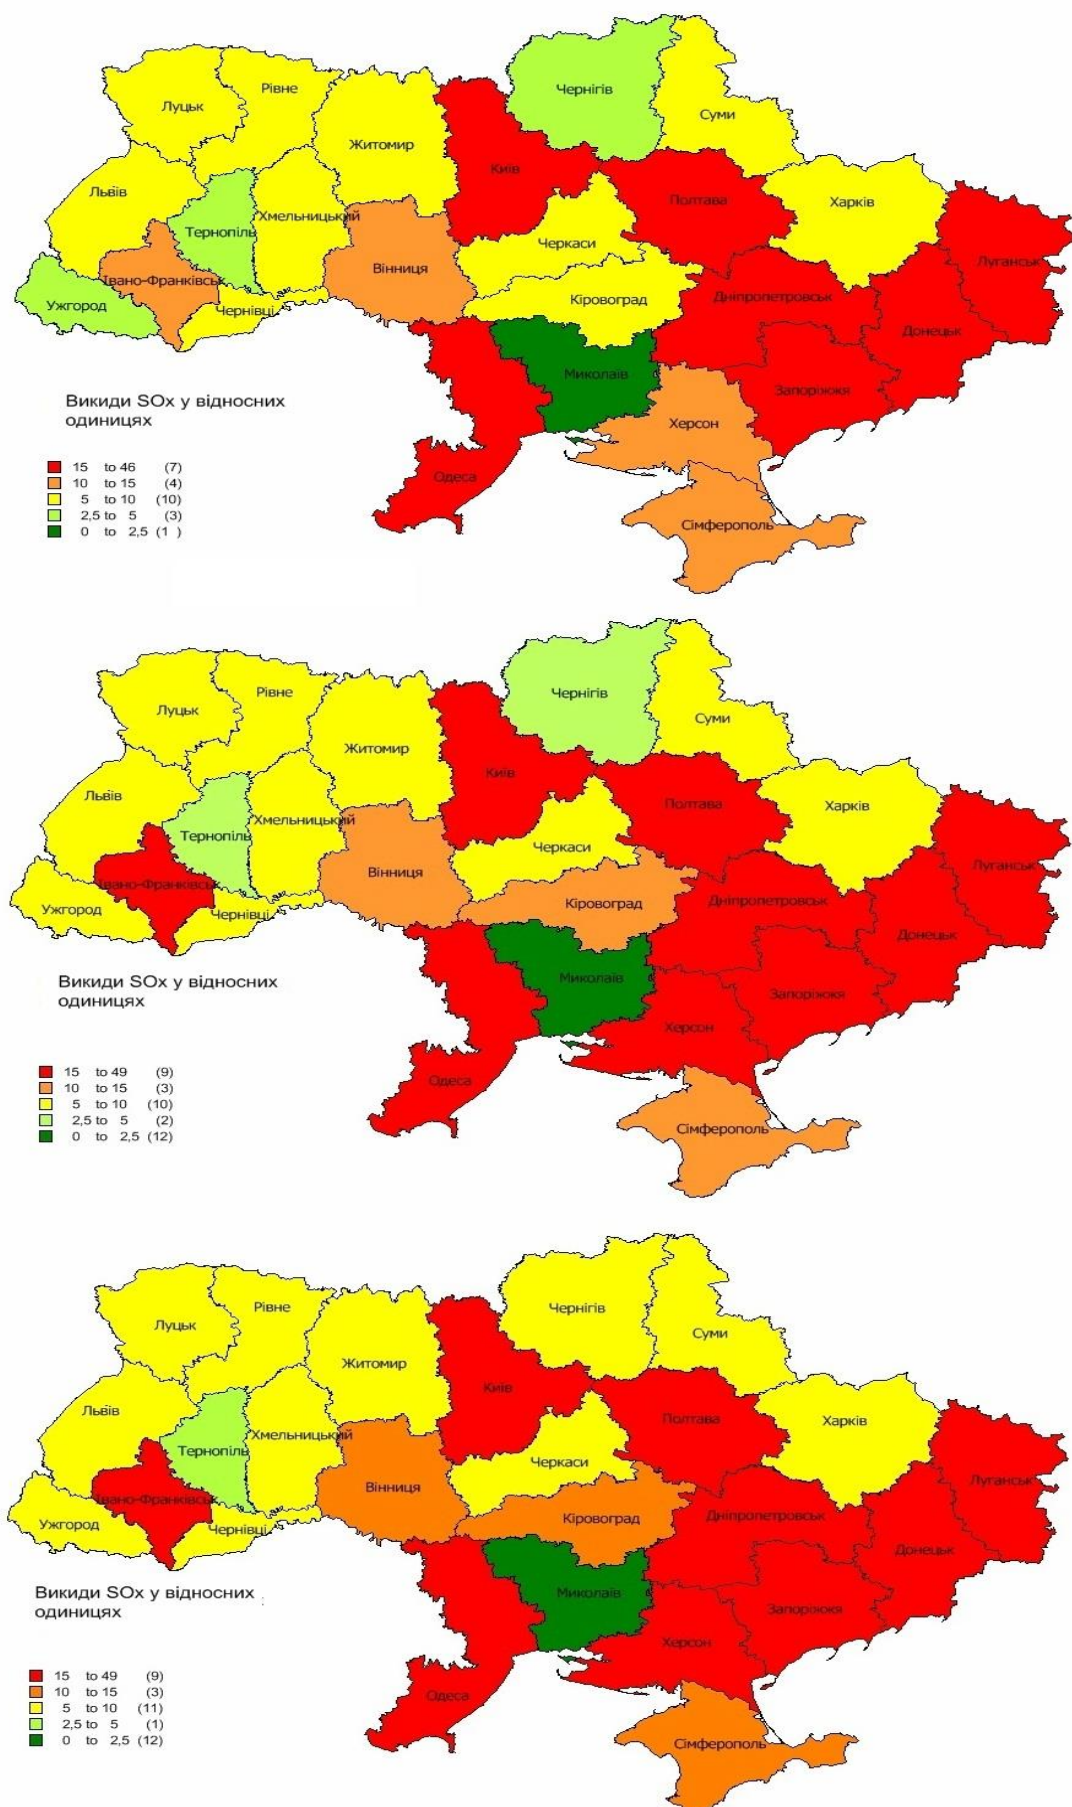 Чернігів
Рівне
Луцьк
Суми
Житомир
Київ
Львів
Полтава
Харків
Хмельницький
Тернопіль
Черкаси
Луганськ
Вінниця
Івано-Франківськ
Дніпропетровськ
Кіровоград
Ужгород
Чернівці
Донецьк
Миколаїв
Запоріжжя
Викиди SOx у відносних
одиницях
Херсон
15 to 46 (7)
10 to 15 (4)
5 to 10 (10)
2,5 to 5 (3)
0 to 2,5 (1 )
Одеса
Сімферополь
Рівне
Чернігів
Луцьк
Суми
Житомир
Київ
Львів
Полтава
Харків
Хмельницький
Тернопіль
Черкаси
Луганськ
Вінниця
Івано-Франківськ
Дніпропетровськ
Кіровоград
Ужгород
Чернівці
Донецьк
Миколаїв
Запоріжжя
Викиди SOx у відносних
одиницях
Херсон
15 to 49 (9)
10 to 15 (3)
5 to 10 (10)
2,5 to 5 (2)
0 to 2,5 (12)
Одеса
Сімферополь
Рівне
Чернігів
Луцьк
Суми
Житомир
Київ
Львів
Полтава
Харків
Хмельницький
Тернопіль
Черкаси
Луганськ
Вінниця
Івано-Франківськ
Дніпропетровськ
Кіровоград
Ужгород
Чернівці
Донецьк
Миколаїв
Запоріжжя
Викиди SOx у відносних
одиницях
Херсон
15 to 49 (9)
10 to 15 (3)
5 to 10 (11)
2,5 to 5 (1)
0 to 2,5 (12)
Одеса
Сімферополь